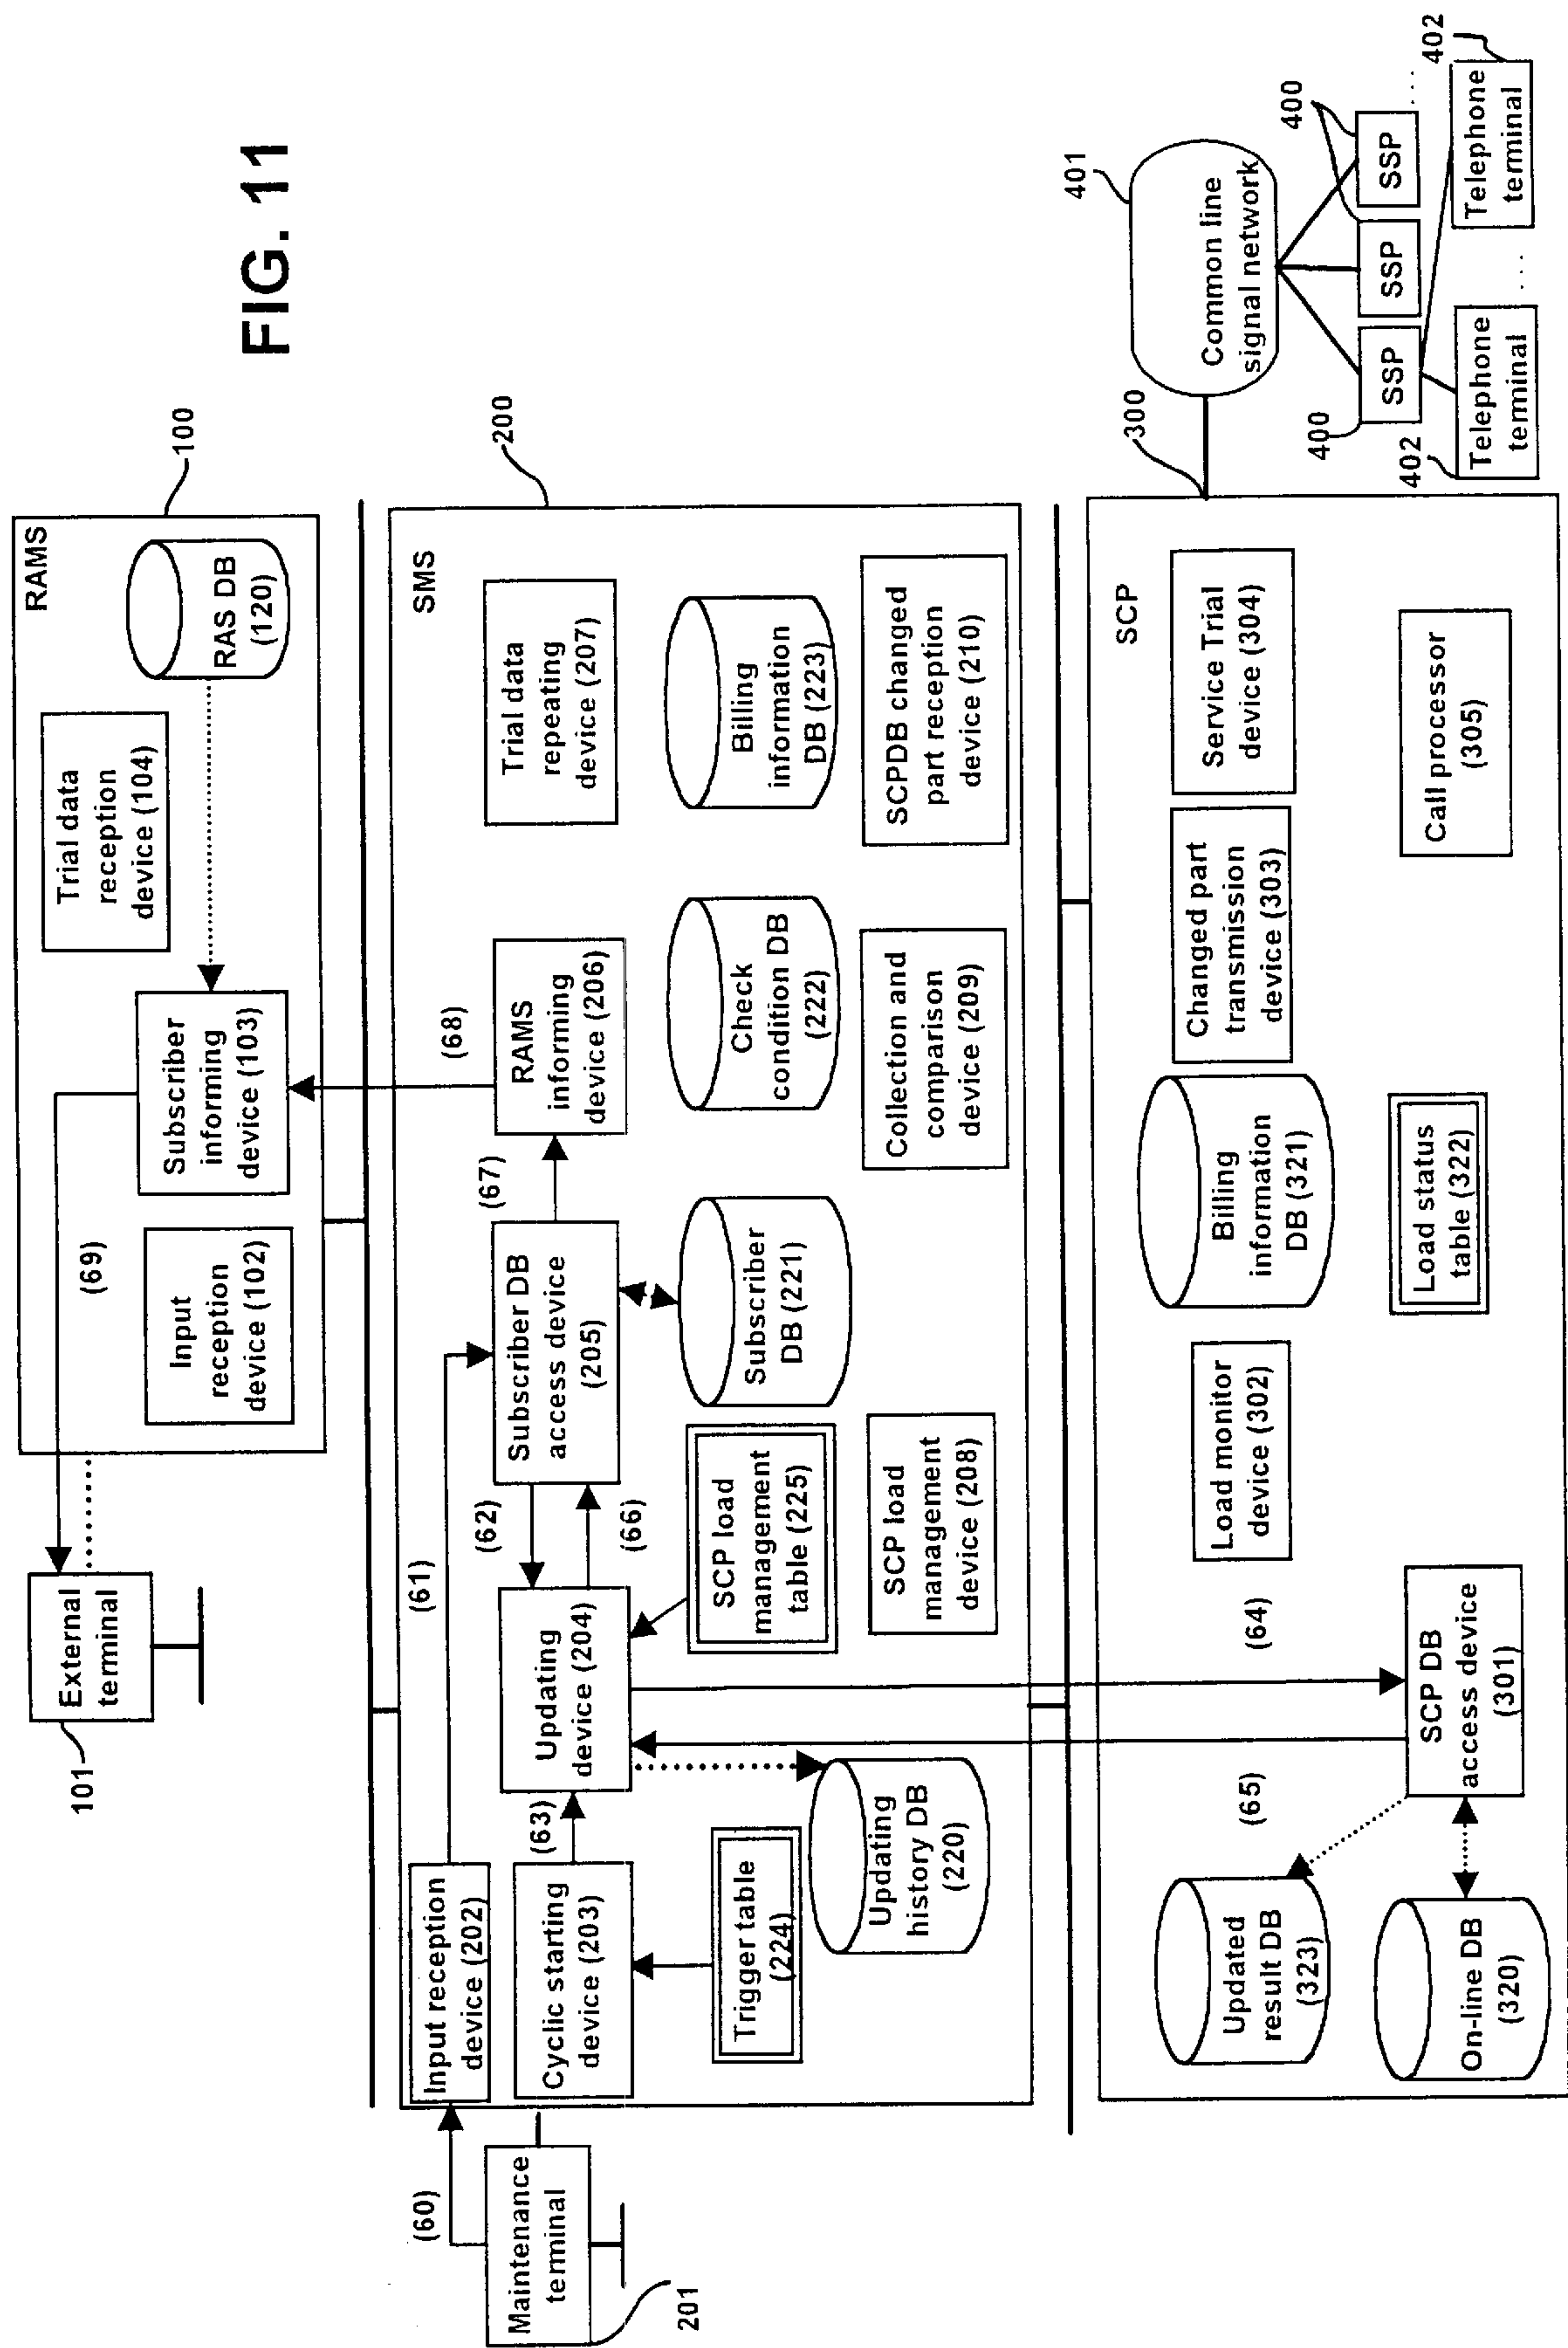 FIG. 11
RAMS
100
External
terminal
101
(69)
Input
reception
device (102)
Subscriber
informing
device (103)
Trial data
reception
device (104)
RAS DB
(120)
SMS
200
Maintenance
terminal
201
(60)
Input reception
device (202)
(61)
Cyclic starting
device (203)
(63)
Updating
device (204)
(62)
(66)
Subscriber DB
access device
(205)
(67)
RAMS
informing
device (206)
(68)
Trial data
repeating
device (207)
Trigger table
(224)
Updating
history DB
(220)
SCP load
management
table (225)
Subscriber
DB (221)
Check
condition DB
(222)
Billing
information
DB (223)
SCP load
management
device (208)
Collection and
comparison
device (209)
SCPDB changed
part reception
device (210)
SCP
300
(65)
(64)
Updated
result DB
(323)
On-line DB
(320)
SCP DB
access device
(301)
Load monitor
device (302)
Billing
information
DB (321)
Changed part
transmission
device (303)
Service Trial
device (304)
Load status
table (322)
Call processor
(305)
401
Common line
signal network
400
400
SSP
SSP
SSP
....
402
402
Telephone
terminal
....
Telephone
terminal